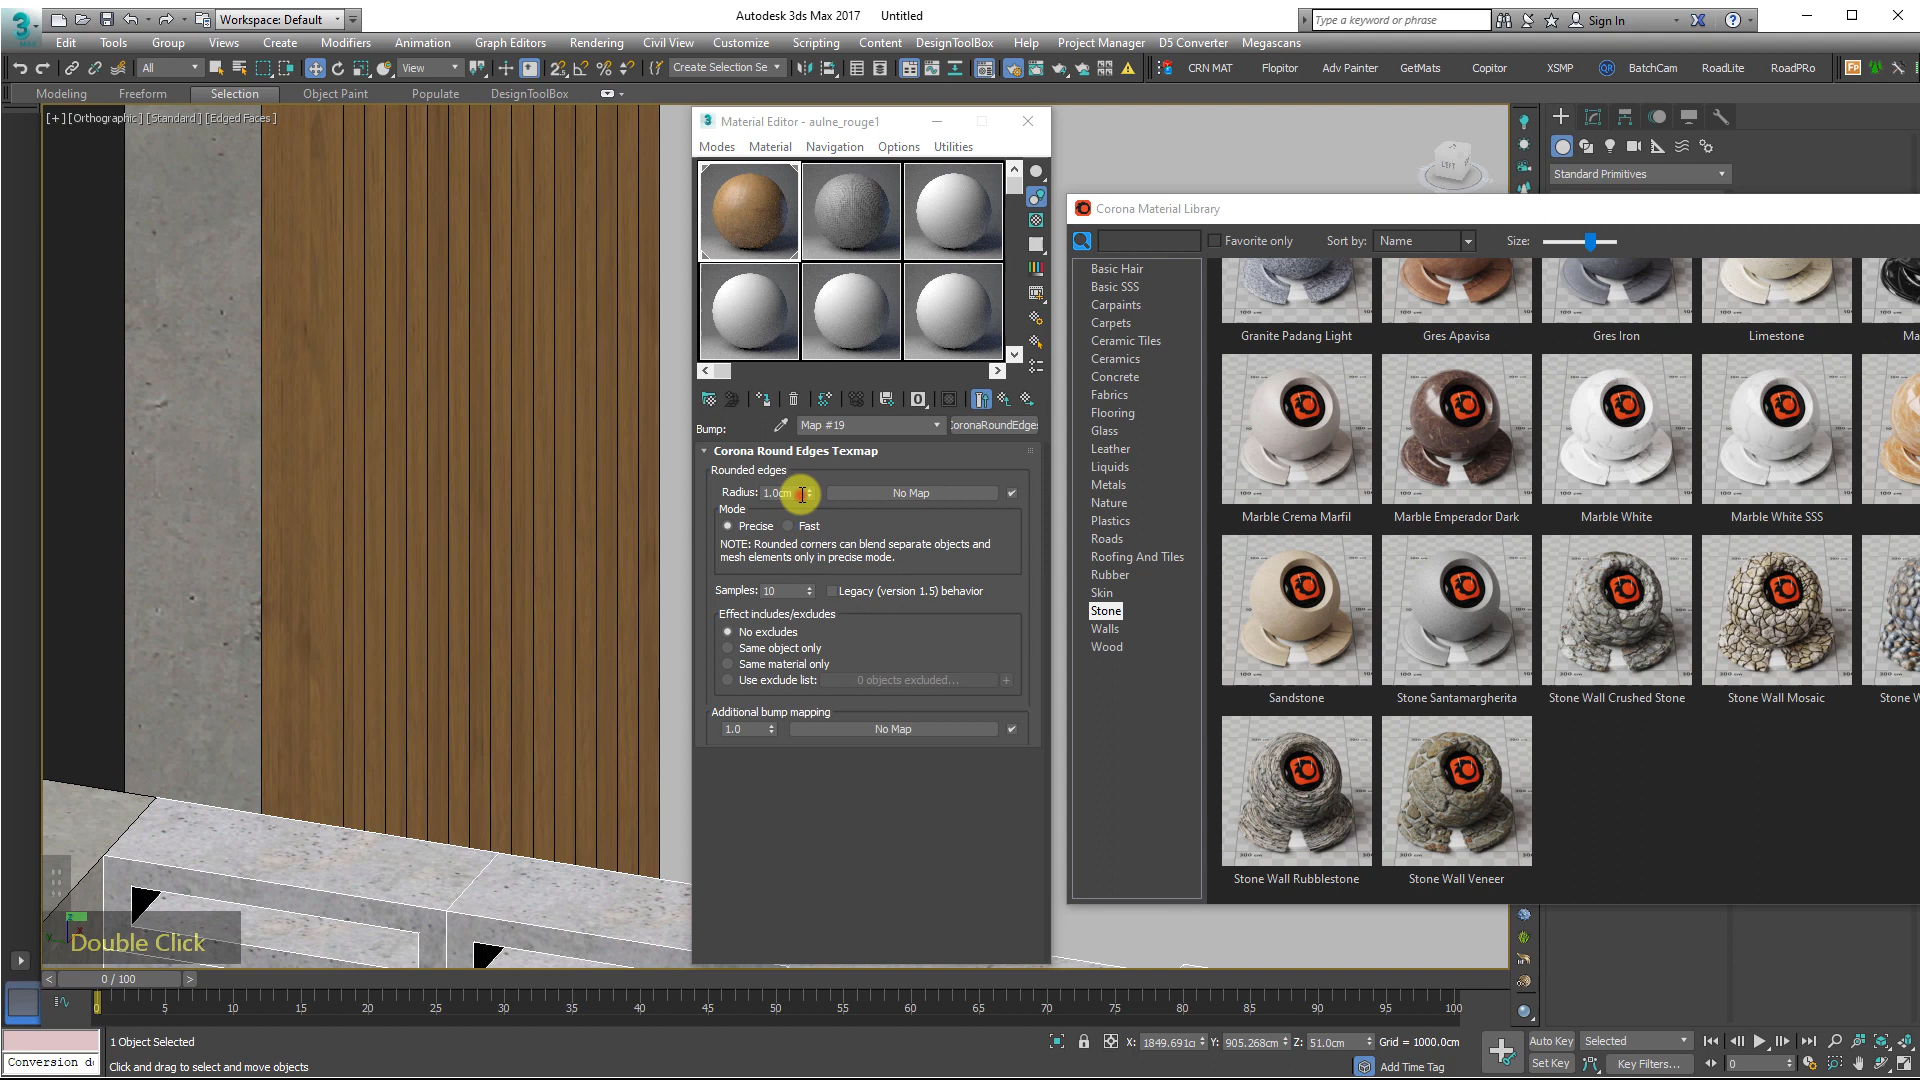 Workspace: Default
Autodesk 3ds Max 2017 Untitled
Type a keyword or phrase
Sign In
Edit Tools Group Views Create Modifiers Animation Graph Editors Rendering Civil View Customize Scripting Content DesignToolBox Help Project Manager D5 Converter Megascans
All
View
Create Selection Se
CRN MAT Flopitor Adv Painter GetMats Copitor XSMP BatchCam RoadLite RoadPRo
Modeling Freeform Selection Object Paint Populate DesignToolBox
[+] [Orthographic] [Standard] [Edged Faces]
LEFT
Material Editor - aulne_rouge1
Modes Material Navigation Options Utilities
Bump: Map #19 CoronaRoundEdges
Corona Round Edges Texmap
Rounded edges
Radius: 1.0cm No Map
Mode
Precise Fast
NOTE: Rounded corners can blend separate objects and
mesh elements only in precise mode.
Samples: 10 Legacy (version 1.5) behavior
Effect includes/excludes
No excludes
Same object only
Same material only
Use exclude list: 0 objects excluded... +
Additional bump mapping
1.0 No Map
Standard Primitives
Corona Material Library
Favorite only Sort by: Name Size:
Basic Hair
Basic SSS
Carpaints
Carpets
Ceramic Tiles
Ceramics
Concrete
Fabrics
Flooring
Glass
Leather
Liquids
Metals
Nature
Plastics
Roads
Roofing And Tiles
Rubber
Skin
Stone
Walls
Wood
Granite Padang Light Gres Apavisa Gres Iron Limestone Ma
Marble Crema Marfil Marble Emperador Dark Marble White Marble White SSS
Sandstone Stone Santamargherita Stone Wall Crushed Stone Stone Wall Mosaic Stone W
Stone Wall Rubblestone Stone Wall Veneer
Double Click
0 / 100
0 5 10 15 20 25 30 35 40 45 50 55 60 65 70 75 80 85 90 95 100
1 Object Selected
X: 1849.691c Y: 905.268cm Z: 51.0cm Grid = 1000.0cm
Auto Key Selected
Conversion d
Click and drag to select and move objects
Add Time Tag
Set Key Key Filters... 0